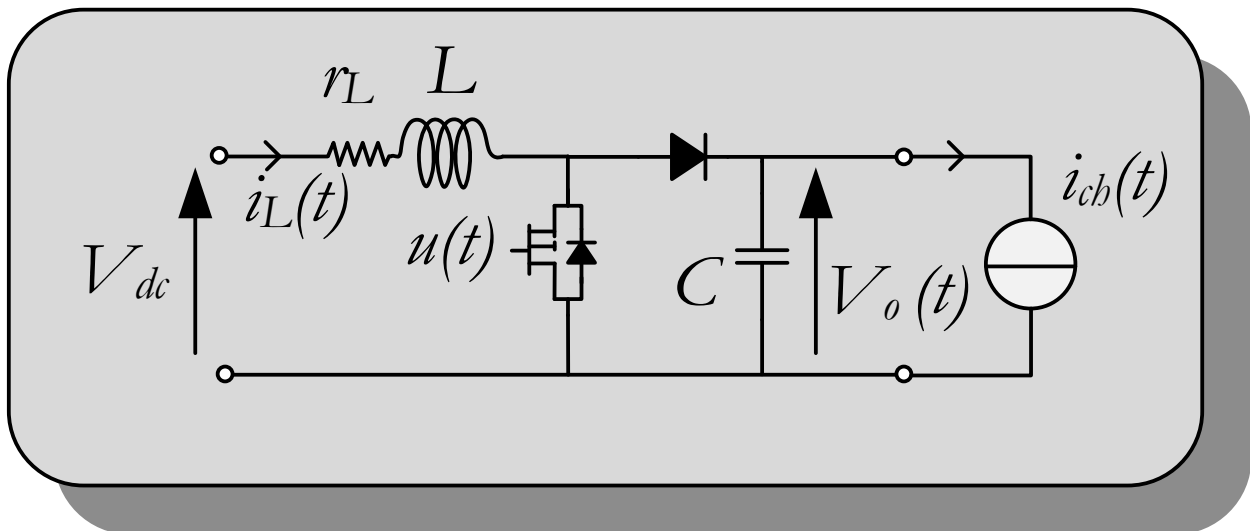 r_L L
i_L(t)
u(t)
V_dc
C
V_o (t)
i_ch(t)